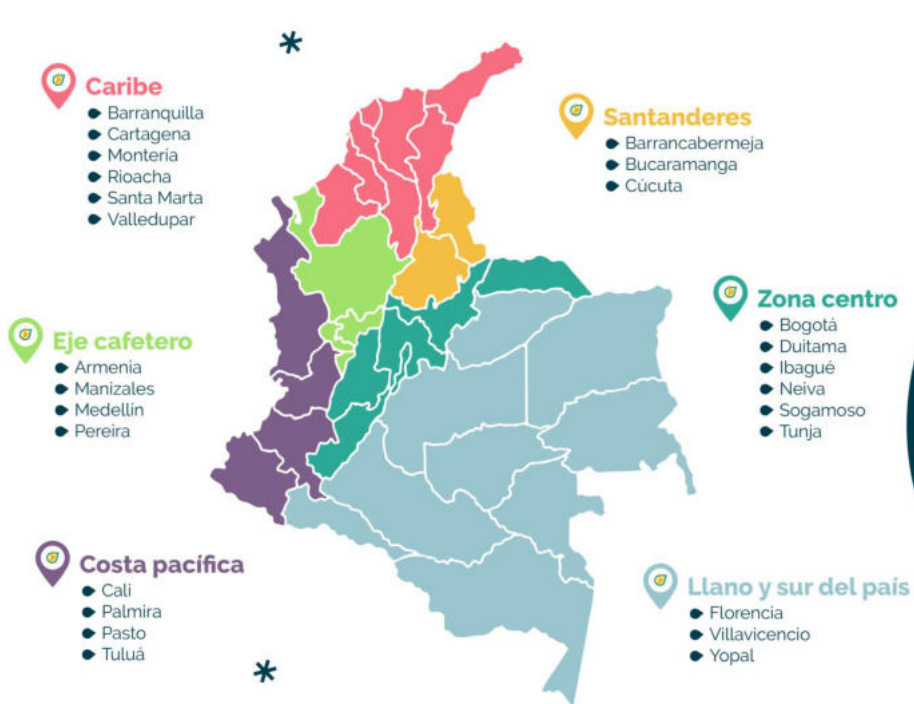 Caribe
Barranquilla
Cartagena
Montería
Rioacha
Santa Marta
Valledupar
Santanderes
Barrancabermeja
Bucaramanga
Cúcuta
Zona centro
Bogotá
Duitama
Ibagué
Neiva
Sogamoso
Tunja
Eje cafetero
Armenia
Manizales
Medellín
Pereira
Costa pacífica
Cali
Palmira
Pasto
Tuluá
Llano y sur del país
Florencia
Villavicencio
Yopal